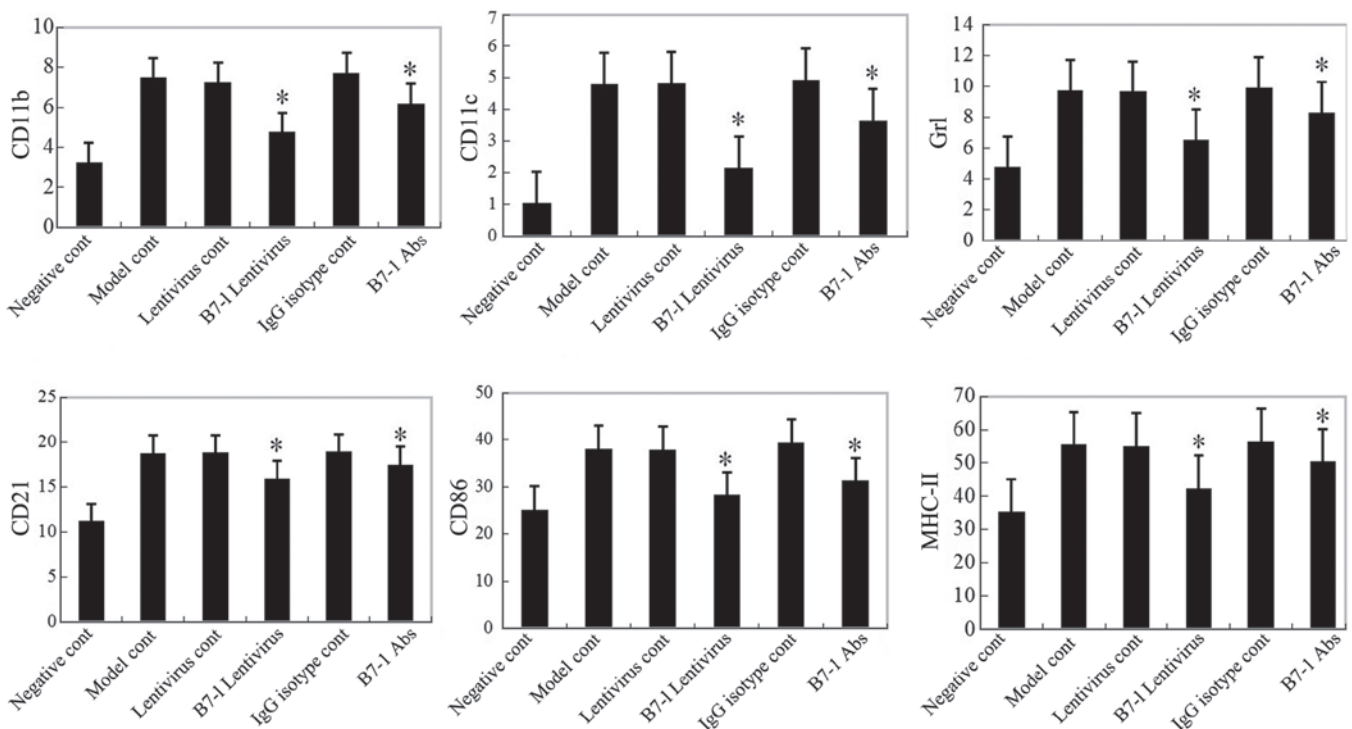 CD11b
10
8
6
4
2
0
*
*
Negative cont
Model cont
Lentivirus cont
B7-1 Lentivirus
IgG isotype cont
B7-1 Abs
CD11c
7
6
5
4
3
2
1
0
*
*
Negative cont
Model cont
Lentivirus cont
B7-1 Lentivirus
IgG isotype cont
B7-1 Abs
Grl
14
12
10
8
6
4
2
0
*
*
Negative cont
Model cont
Lentivirus cont
B7-1 Lentivirus
IgG isotype cont
B7-1 Abs
CD21
25
20
15
10
5
0
*
*
Negative cont
Model cont
Lentivirus cont
B7-1 Lentivirus
IgG isotype cont
B7-1 Abs
CD86
50
40
30
20
10
0
*
*
Negative cont
Model cont
Lentivirus cont
B7-1 Lentivirus
IgG isotype cont
B7-1 Abs
MHC-II
70
60
50
40
30
20
10
0
*
*
Negative cont
Model cont
Lentivirus cont
B7-1 Lentivirus
IgG isotype cont
B7-1 Abs